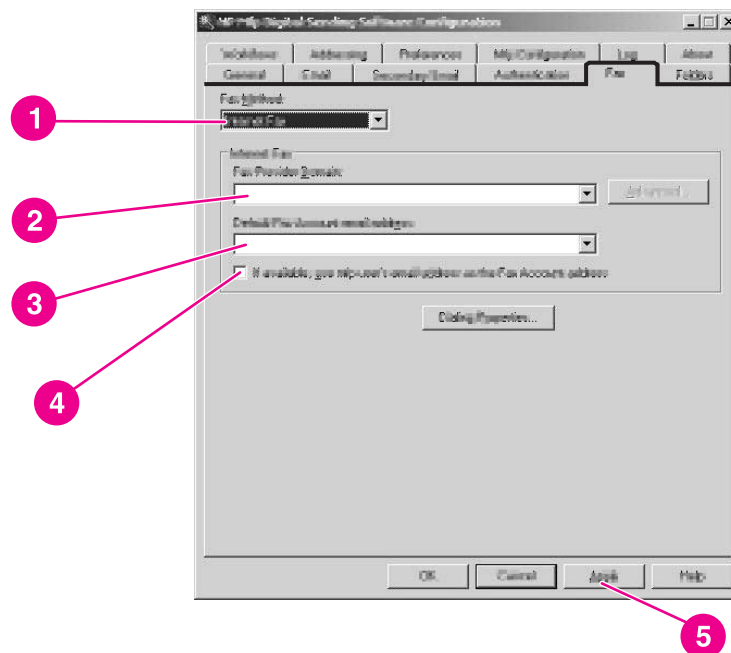 HP Mfp Digital Sending Software Configuration
Workflows Addressing Preferences Mfp Configuration Log About
General Email Secondary Email Authentication Fax Folders
Fax Method:
1
Internet Fax
Internet Fax
Fax Provider Domain:
2
Advanced...
Default Fax Account email address:
3
If available, use mfp user's email address as the Fax Account address
4
Dialing Properties...
OK Cancel Apply Help
5